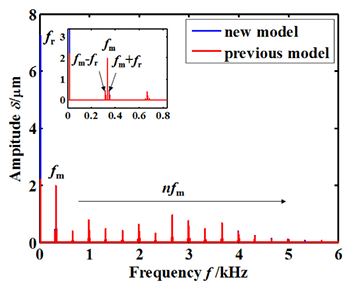 8
6
4
2
0
Ampitude δ/μm
fr
fm
3
2
1
0
fm
fm-fr
fm+fr
0
0.2
0.4
0.6
0.8
new model
previous model
nfm
0
1
2
3
4
5
6
Frequency f /kHz